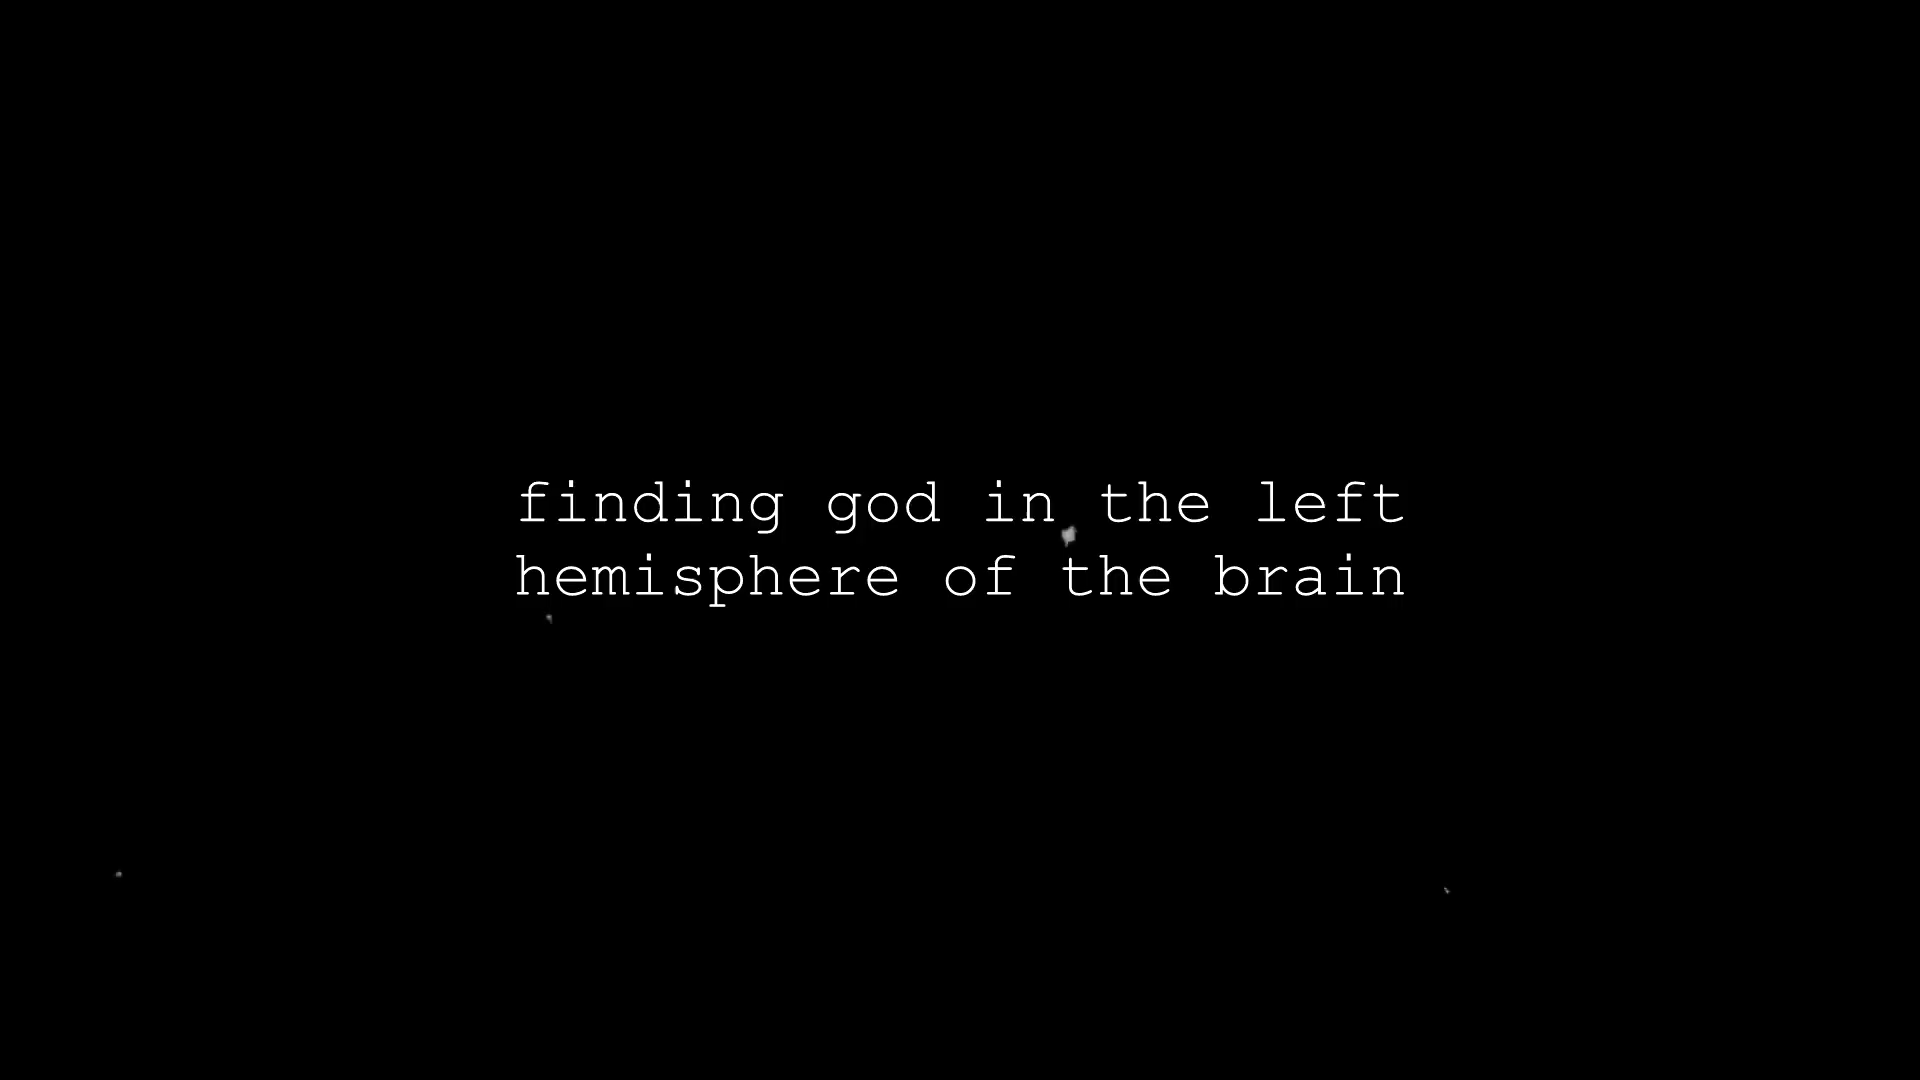 finding god in the left
hemisphere of the brain